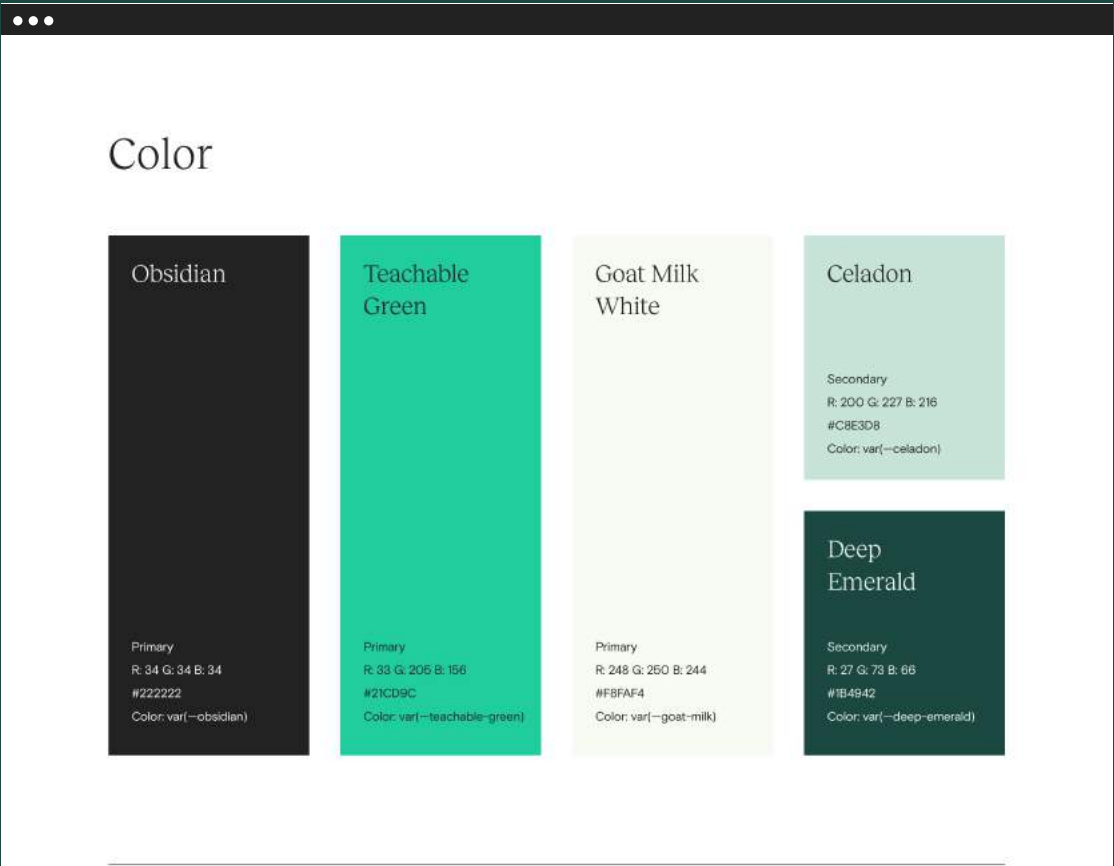 Color
Obsidian
Primary
R: 34 G: 34 B: 34
#222222
Color: var(--obsidian)
Teachable
Green
Primary
R: 33 G: 205 B: 156
#21CD9C
Color: var(--teachable-green)
Goat Milk
White
Primary
R: 248 G: 250 B: 244
#F8FAF4
Color: var(--goat-milk)
Celadon
Secondary
R: 200 G: 227 B: 216
#C8E3D8
Color: var(--celadon)
Deep
Emerald
Secondary
R: 27 G: 73 B: 66
#1B4942
Color: var(--deep-emerald)